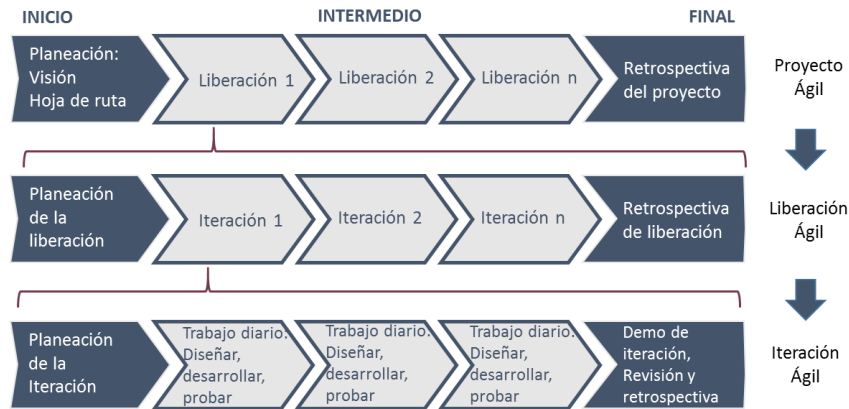 INICIO
INTERMEDIO
FINAL
Planeación:
Visión
Hoja de ruta
Liberación 1
Liberación 2
Liberación n
Retrospectiva
del proyecto
Proyecto
Ágil
Planeación
de la
liberación
Iteración 1
Iteración 2
Iteración n
Retrospectiva
de liberación
Liberación
Ágil
Planeación
de la
Iteración
Trabajo diario:
Diseñar,
desarrollar,
probar
Trabajo diario:
Diseñar,
desarrollar,
probar
Trabajo diario:
Diseñar,
desarrollar,
probar
Demo de
iteración,
Revisión y
retrospectiva
Iteración
Ágil